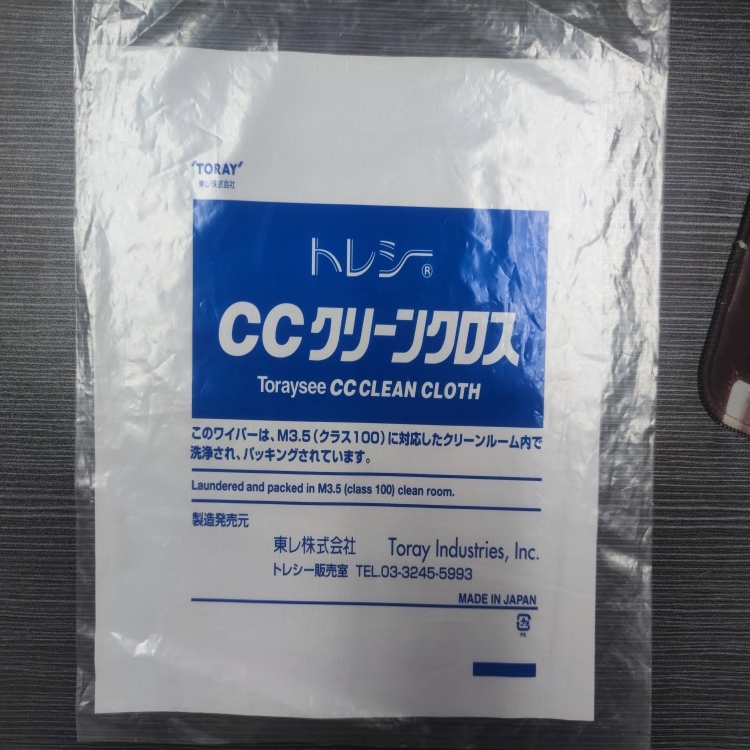 'TORAY'
東レ株式会社
トレシー®
CCクリーンクロス
Toraysee CC CLEAN CLOTH
このワイパーは、M3.5(クラス100)に対応したクリーンルーム内で
洗浄され、パッキングされています。
Laundered and packed in M3.5 (class 100) clean room.
製造発売元
東レ株式会社 Toray Industries, Inc.
トレシー販売室 TEL.03-3245-5993
MADE IN JAPAN
プラ
PE